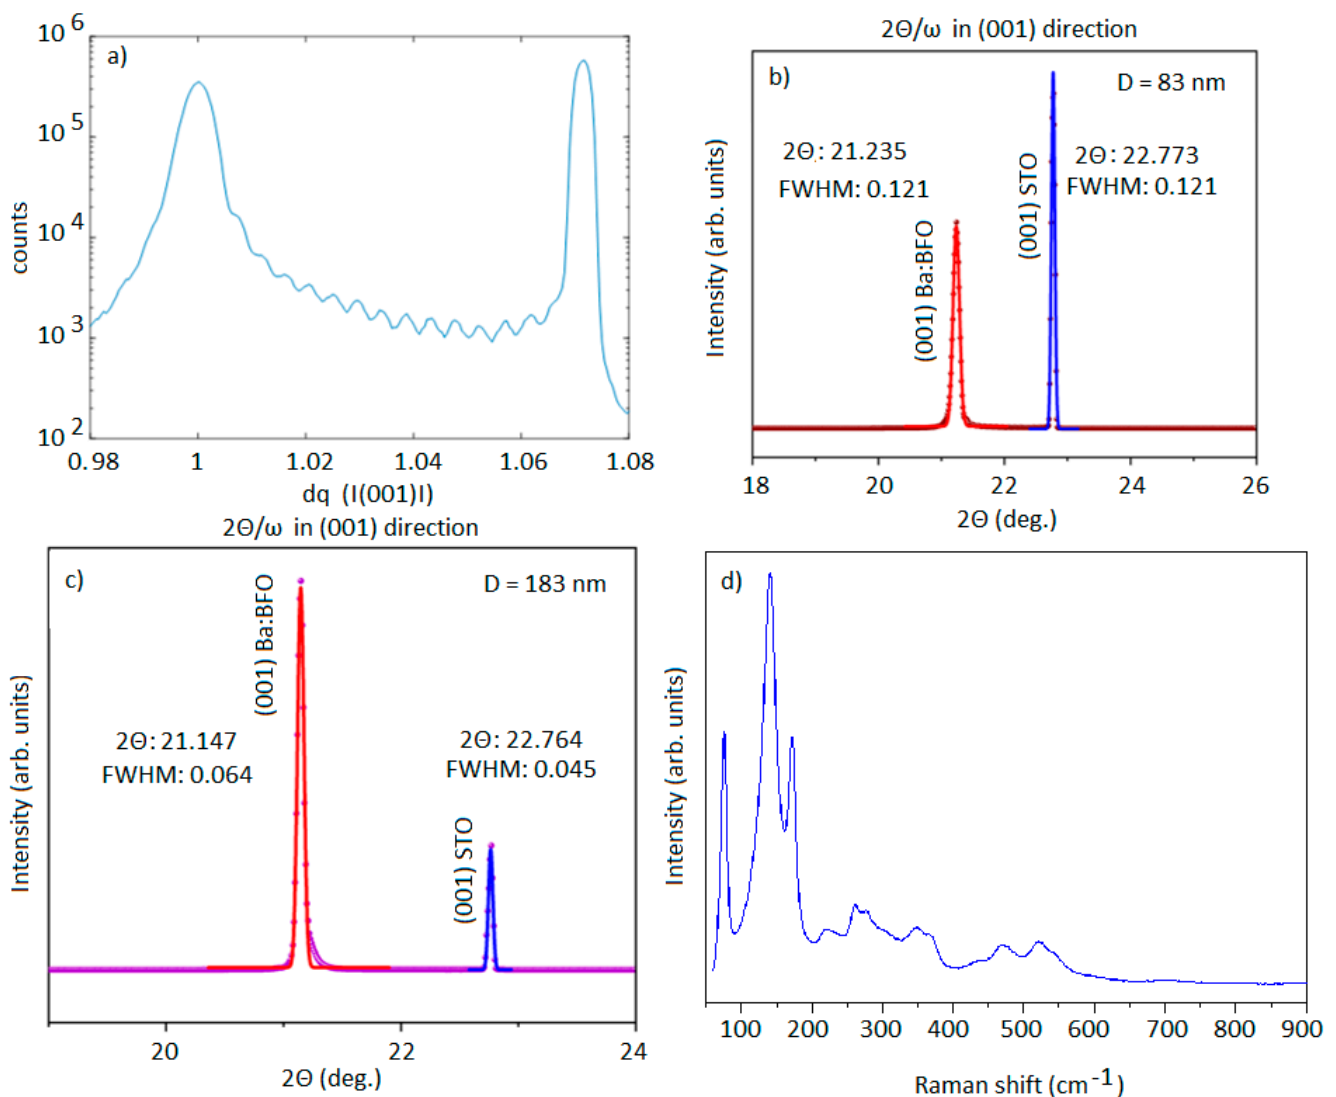 a)
10 6
10 5
10 4
10 3
10 2
counts
0.98 1 1.02 1.04 1.06 1.08
dq (I(001)I)
2Θ/ω in (001) direction
b)
D = 83 nm
2Θ: 21.235
FWHM: 0.121
2Θ: 22.773
FWHM: 0.121
(001) Ba:BFO
(001) STO
Intensity (arb. units)
18 20 22 24 26
2Θ (deg.)
2Θ/ω in (001) direction
c)
D = 183 nm
(001) Ba:BFO
2Θ: 21.147
FWHM: 0.064
2Θ: 22.764
FWHM: 0.045
(001) STO
Intensity (arb. units)
20 22 24
2Θ (deg.)
d)
Intensity (arb. units)
100 200 300 400 500 600 700 800 900
Raman shift (cm-1)